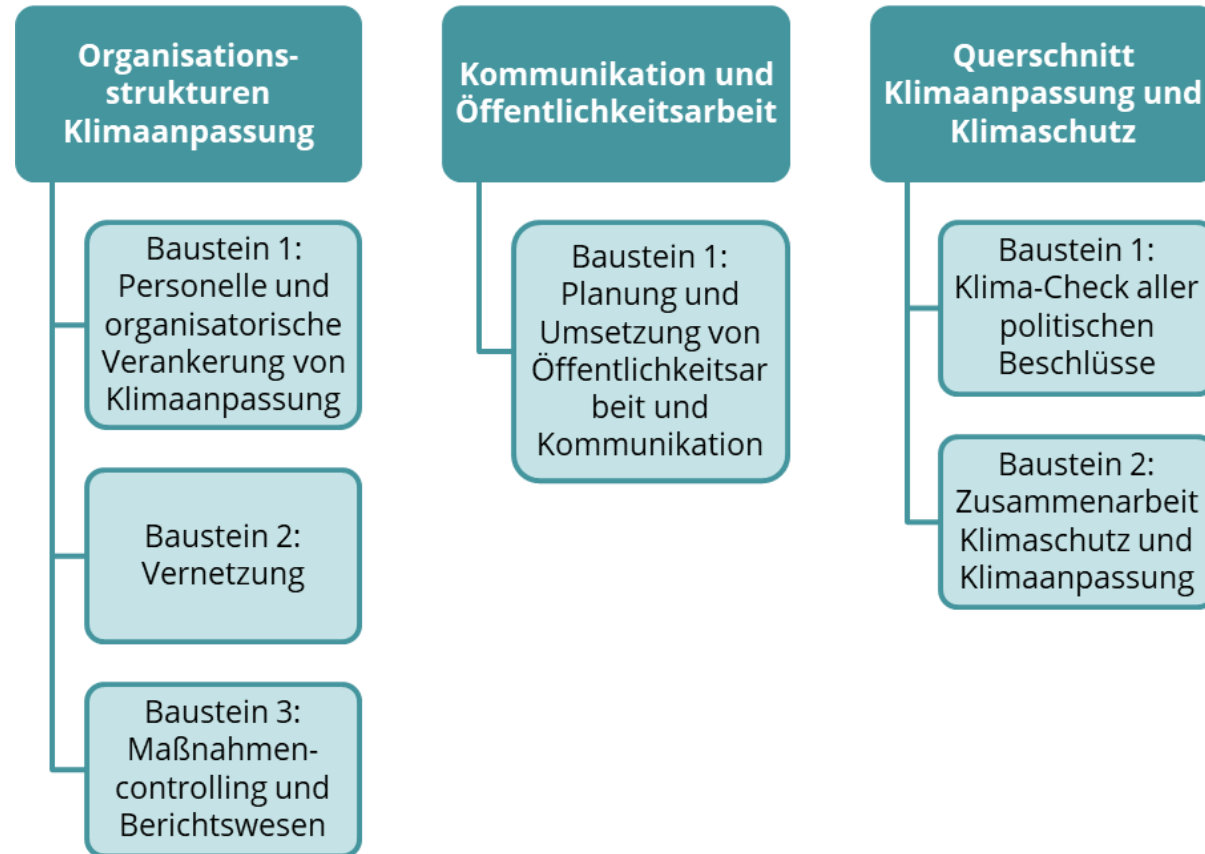 Organisations-
strukturen
Klimaanpassung
Baustein 1:
Personelle und
organisatorische
Verankerung von
Klimaanpassung
Baustein 2:
Vernetzung
Baustein 3:
Maßnahmen-
controlling und
Berichtswesen
Kommunikation und
Öffentlichkeitsarbeit
Baustein 1:
Planung und
Umsetzung von
Öffentlichkeitsar
beit und
Kommunikation
Querschnitt
Klimaanpassung und
Klimaschutz
Baustein 1:
Klima-Check aller
politischen
Beschlüsse
Baustein 2:
Zusammenarbeit
Klimaschutz und
Klimaanpassung